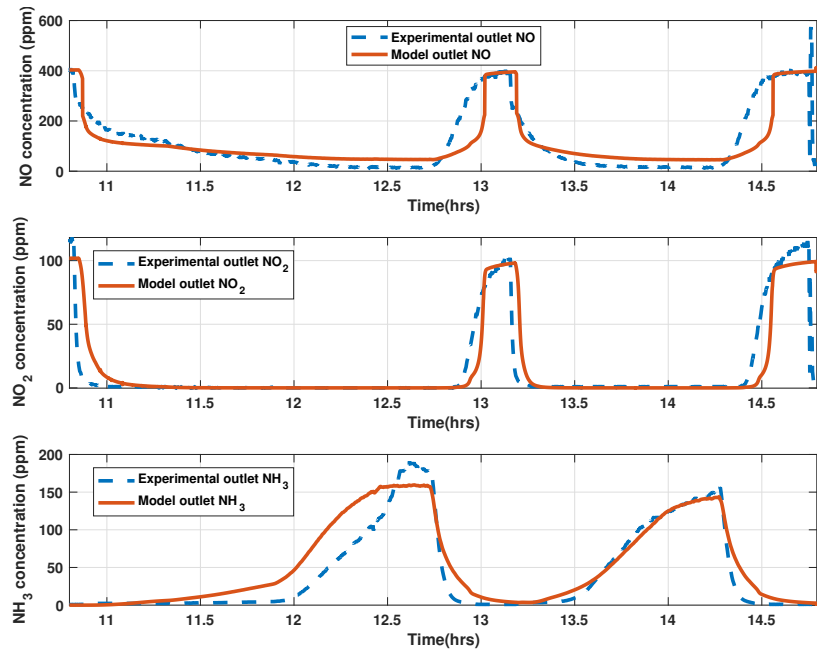 NO concentration (ppm)
600
400
200
0
Experimental outlet NO
Model outlet NO
11 11.5 12 12.5 13 13.5 14 14.5
Time(hrs)
NO2 concentration (ppm)
100
50
0
Experimental outlet NO2
Model outlet NO2
11 11.5 12 12.5 13 13.5 14 14.5
Time(hrs)
NH3 concentration (ppm)
200
150
100
50
0
Experimental outlet NH3
Model outlet NH3
11 11.5 12 12.5 13 13.5 14 14.5
Time(hrs)